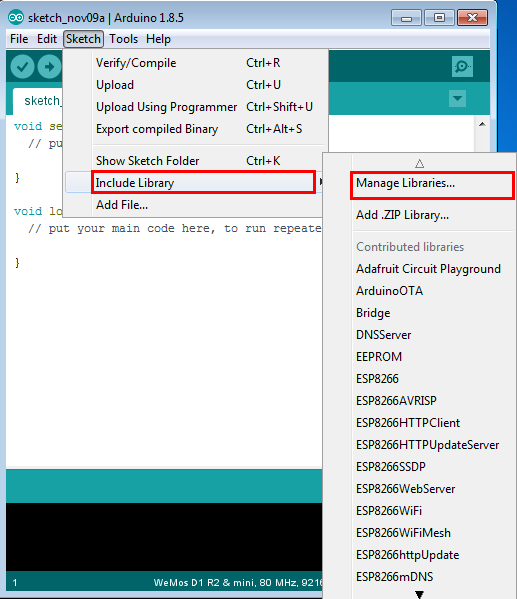 sketch_nov09a | Arduino 1.8.5
File Edit Sketch Tools Help
Verify/Compile Ctrl+R
Upload Ctrl+U
Upload Using Programmer Ctrl+Shift+U
Export compiled Binary Ctrl+Alt+S
Show Sketch Folder Ctrl+K
Include Library
Add File...
sketch_
void se
// pu
}
void lo
// put your main code here, to run repeate
}
Manage Libraries...
Add .ZIP Library...
Contributed libraries
Adafruit Circuit Playground
ArduinoOTA
Bridge
DNSServer
EEPROM
ESP8266
ESP8266AVRISP
ESP8266HTTPClient
ESP8266HTTPUpdateServer
ESP8266SSDP
ESP8266WebServer
ESP8266WiFi
ESP8266WiFiMesh
ESP8266httpUpdate
ESP8266mDNS
1 WeMos D1 R2 & mini, 80 MHz, 9216